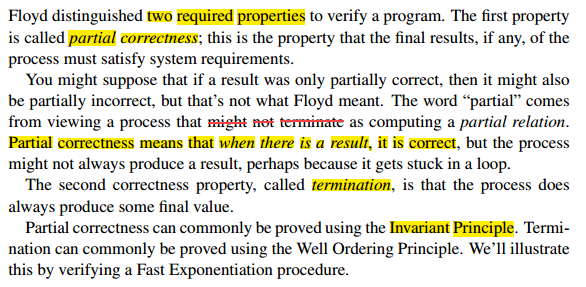 Floyd distinguished two required properties to verify a program. The first property
is called partial correctness; this is the property that the final results, if any, of the
process must satisfy system requirements.
You might suppose that if a result was only partially correct, then it might also
be partially incorrect, but that's not what Floyd meant. The word “partial” comes
from viewing a process that might not terminate as computing a partial relation.
Partial correctness means that when there is a result, it is correct, but the process
might not always produce a result, perhaps because it gets stuck in a loop.
The second correctness property, called termination, is that the process does
always produce some final value.
Partial correctness can commonly be proved using the Invariant Principle. Termi-
nation can commonly be proved using the Well Ordering Principle. We'll illustrate
this by verifying a Fast Exponentiation procedure.